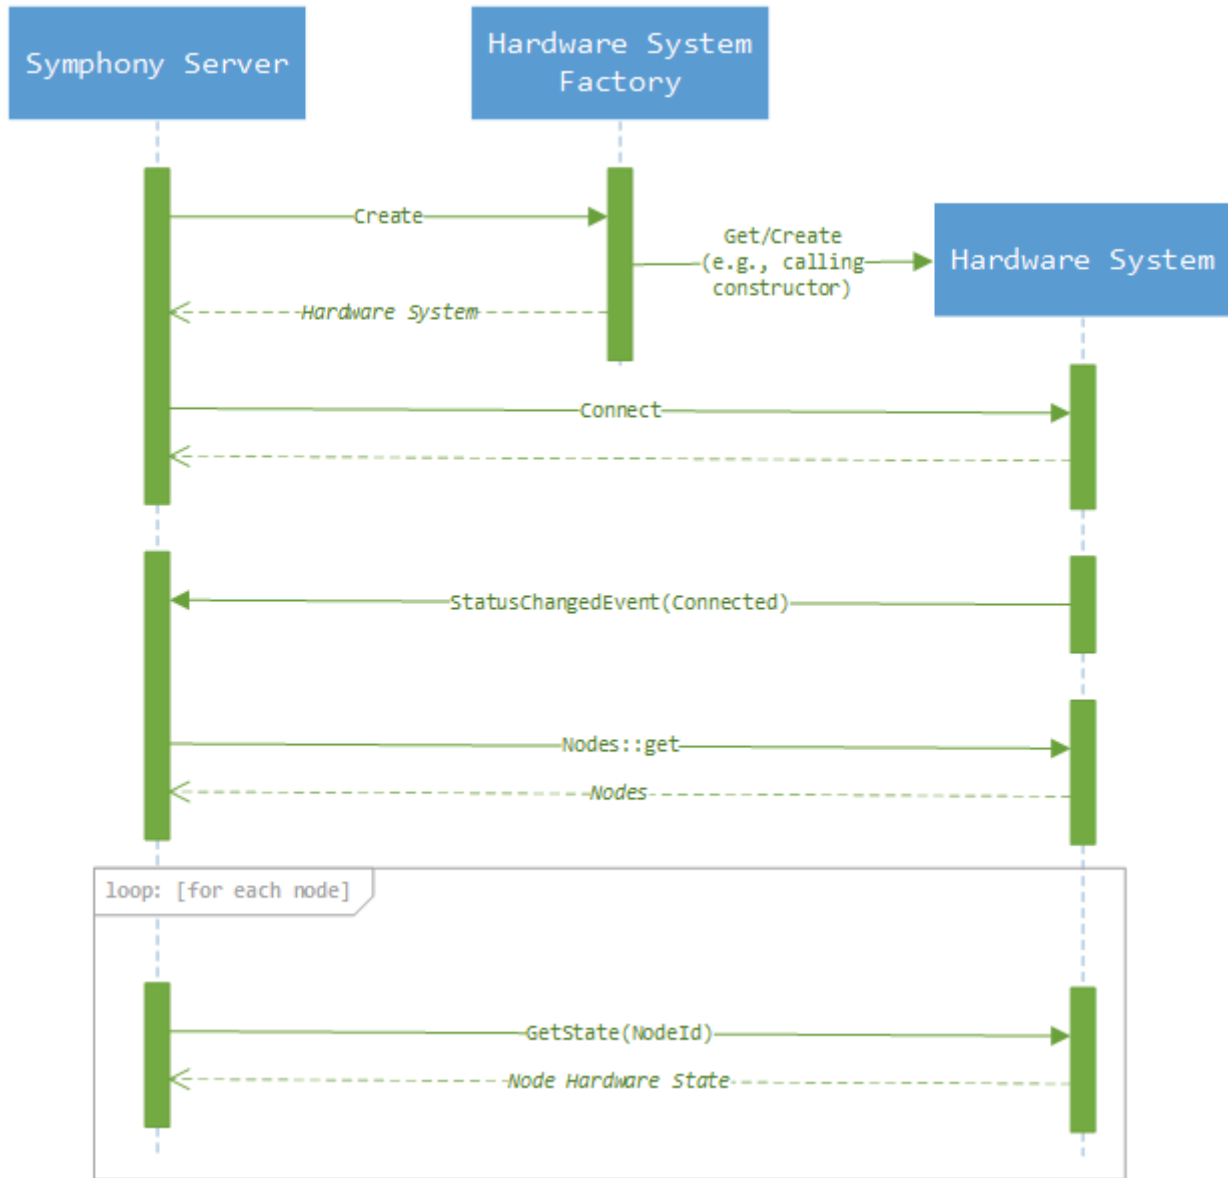 Symphony Server
Hardware System
Factory
Create
Get/Create
(e.g., calling
constructor)
Hardware System
Hardware System
Connect
StatusChangedEvent(Connected)
Nodes::get
Nodes
loop: [for each node]
GetState(NodeId)
Node Hardware State